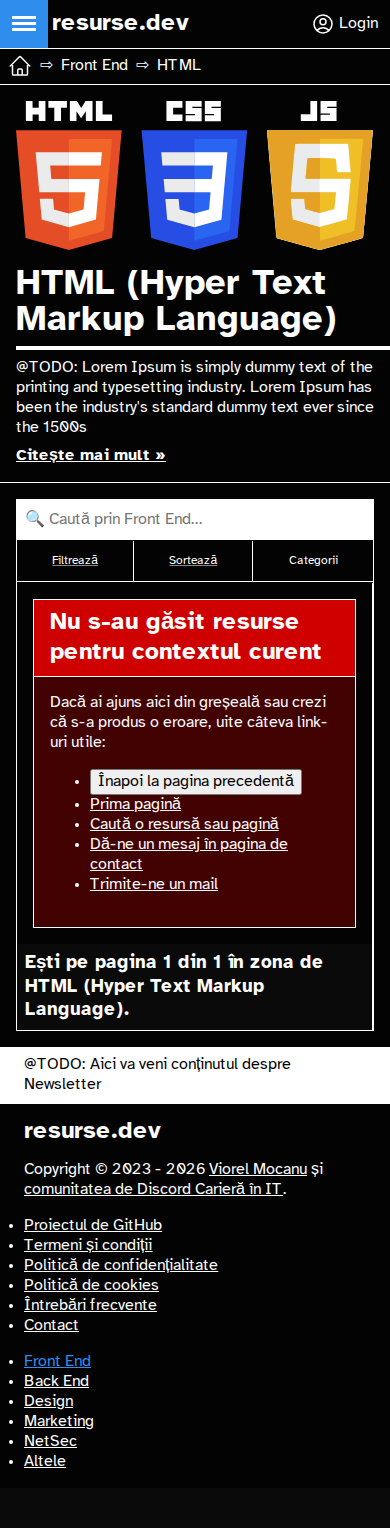 resurse.dev
Login
⇨ Front End ⇨ HTML
HTML CSS JS
HTML (Hyper Text
Markup Language)
@TODO: Lorem Ipsum is simply dummy text of the
printing and typesetting industry. Lorem Ipsum has
been the industry's standard dummy text ever since
the 1500s
Citește mai mult »
🔍 Caută prin Front End...
Filtrează
Sortează
Categorii
Nu s-au găsit resurse
pentru contextul curent
Dacă ai ajuns aici din greșeală sau crezi
că s-a produs o eroare, uite câteva link-
uri utile:
• Înapoi la pagina precedentă
• Prima pagină
• Caută o resursă sau pagină
• Dă-ne un mesaj în pagina de
contact
• Trimite-ne un mail
Ești pe pagina 1 din 1 în zona de
HTML (Hyper Text Markup
Language).
@TODO: Aici va veni conținutul despre
Newsletter
resurse.dev
Copyright © 2023 - 2026 Viorel Mocanu și
comunitatea de Discord Carieră în IT.
• Proiectul de GitHub
• Termeni și condiții
• Politică de confidențialitate
• Politică de cookies
• Întrebări frecvente
• Contact
• Front End
• Back End
• Design
• Marketing
• NetSec
• Altele